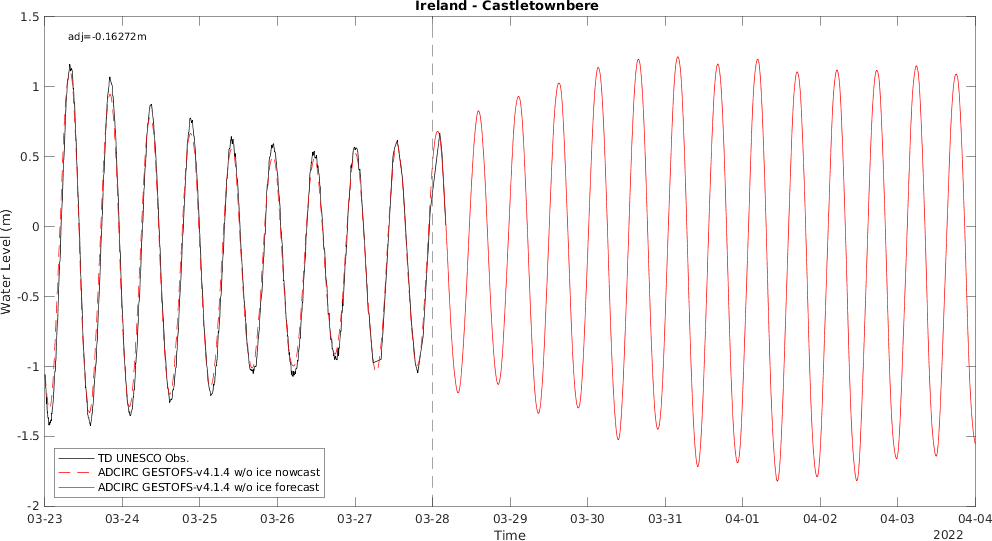 Ireland - Castletownbere
adj=-0.16272m
1.5
1
0.5
0
-0.5
-1
-1.5
-2
Water Level (m)
TD UNESCO Obs.
ADCIRC GESTOFS-v4.1.4 w/o ice nowcast
ADCIRC GESTOFS-v4.1.4 w/o ice forecast
03-23 03-24 03-25 03-26 03-27 03-28 03-29 03-30 03-31 04-01 04-02 04-03 04-04
Time
2022